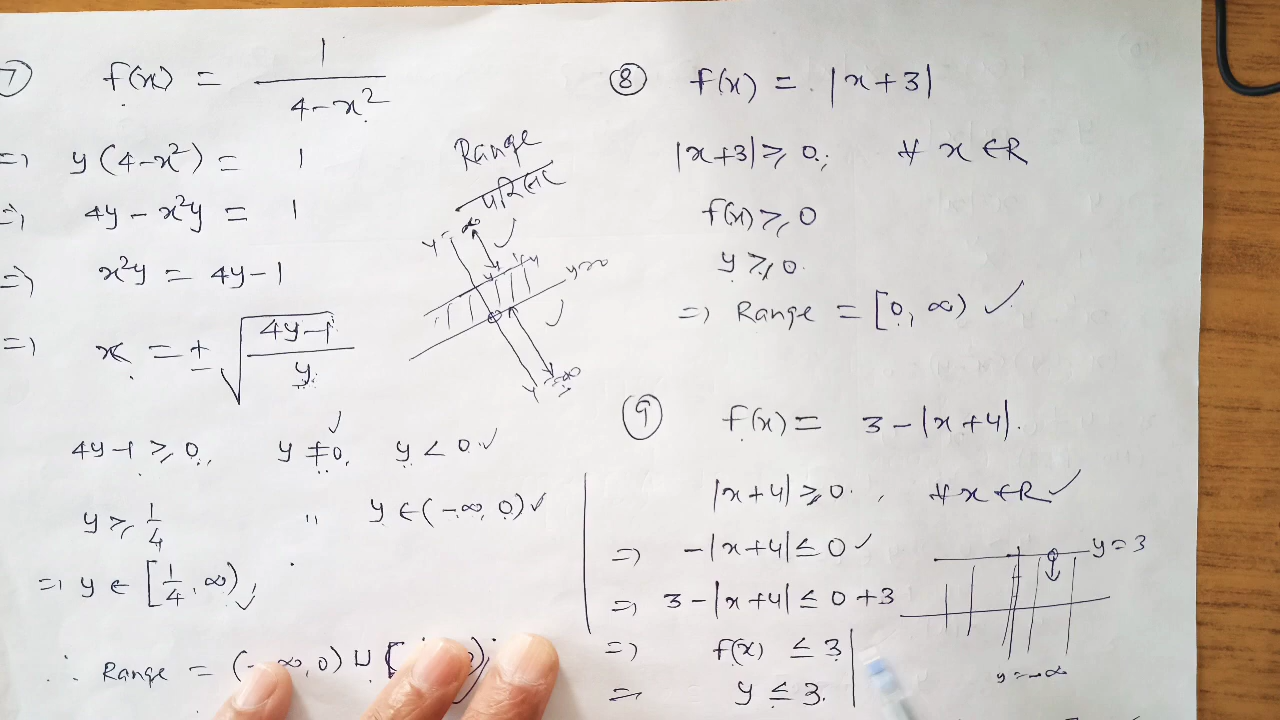 7) f(x) = 1/(4-x²)
=> y(4-x²) = 1
=> 4y - x²y = 1
=> x²y = 4y-1
=> x = ± √((4y-1)/y)
4y-1 ≥ 0, y ≠ 0, y < 0 ✓
y ≥ 1/4 " y ∈ (-∞, 0) ✓
=> y ∈ [1/4, ∞) ✓
∴ Range = (-∞, 0) ∪ [
Range
परिसर
y = ∞
y=0
⑧ f(x) = |x+3|
|x+3| ≥ 0, ∀ x ∈ R
f(x) ≥ 0
y ≥ 0
=> Range = [0, ∞) ✓
⑨ f(x) = 3-|x+4|.
|x+4| ≥ 0, ∀ x ∈ R ✓
=> -|x+4| ≤ 0 ✓
=> 3-|x+4| ≤ 0+3
=> f(x) ≤ 3
=> y ≤ 3.
y = 3
y = -∞